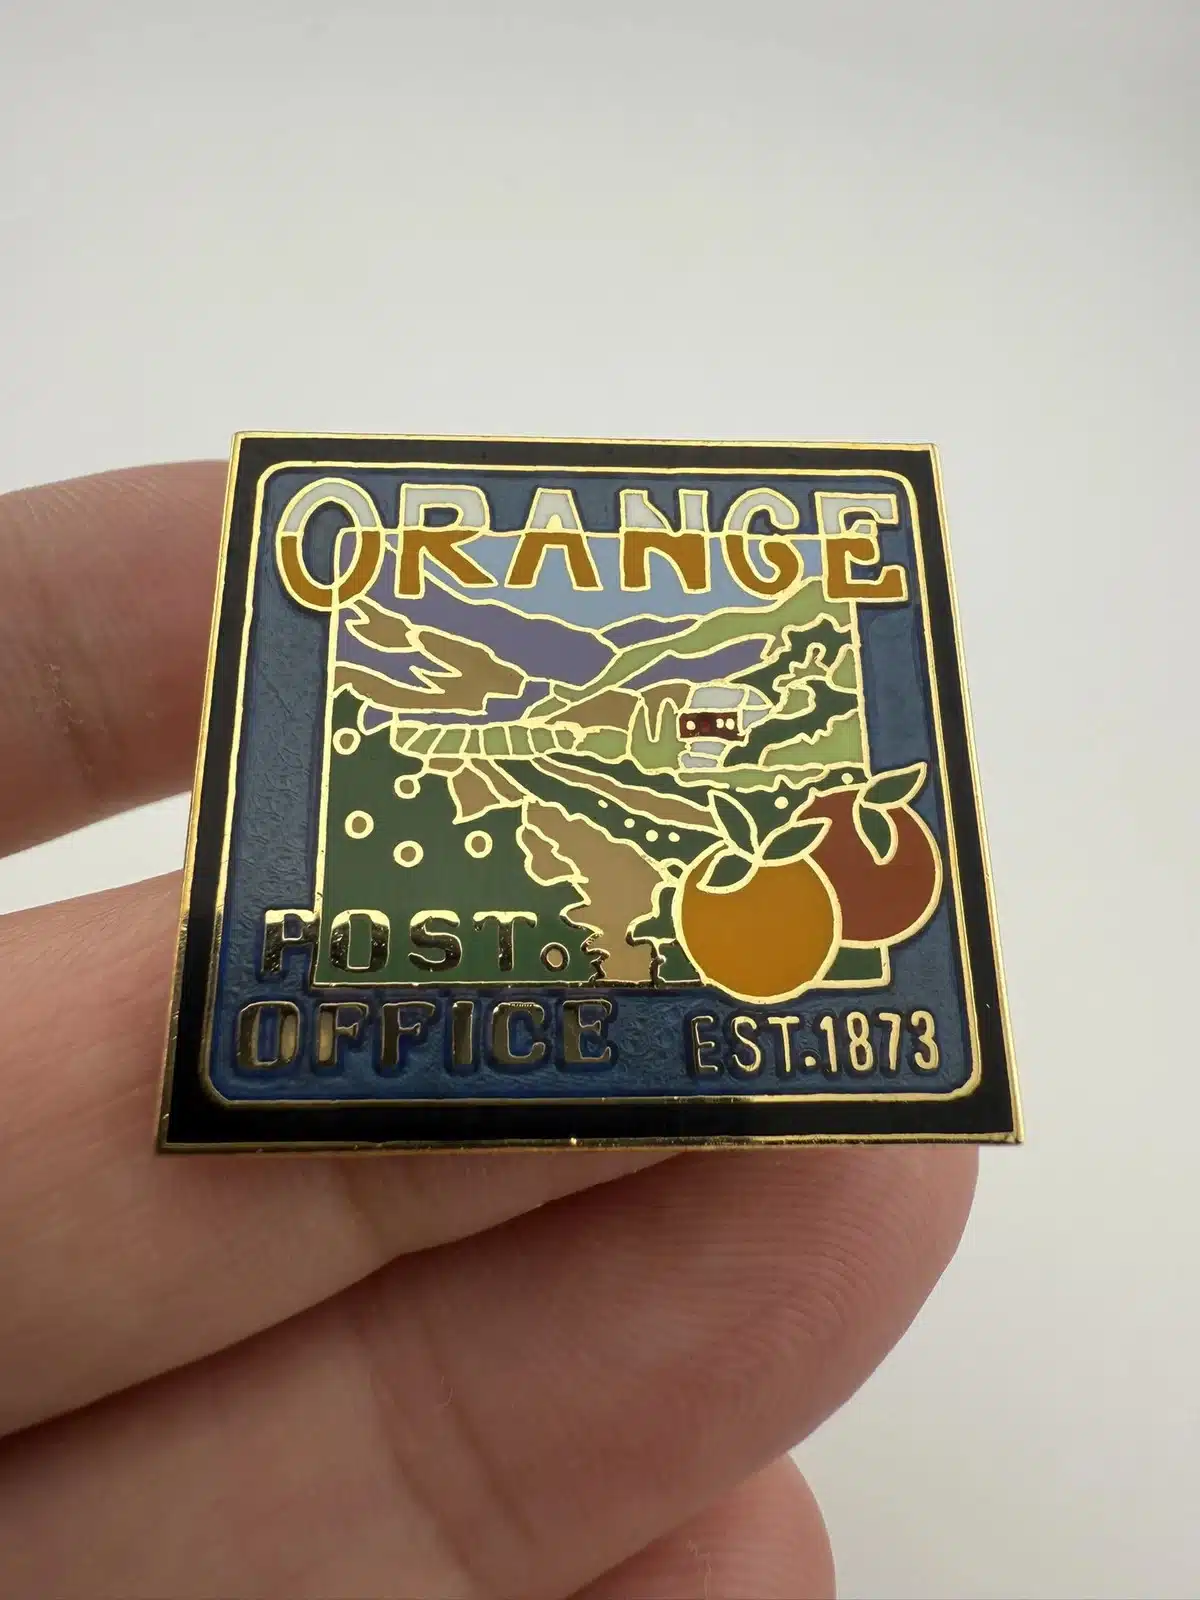 ORANGE
POST.
OFFICE EST.1873